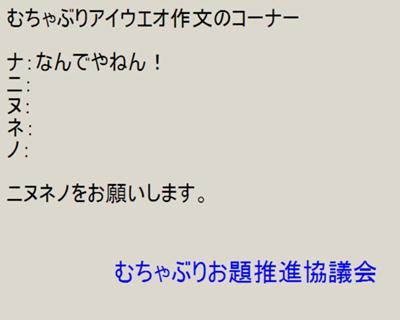 むちゃぶりアイウエオ作文のコーナー
ナ：なんでやねん！
ニ：
ヌ：
ネ：
ノ：
ニヌネノをお願いします。
むちゃぶりお題推進協議会